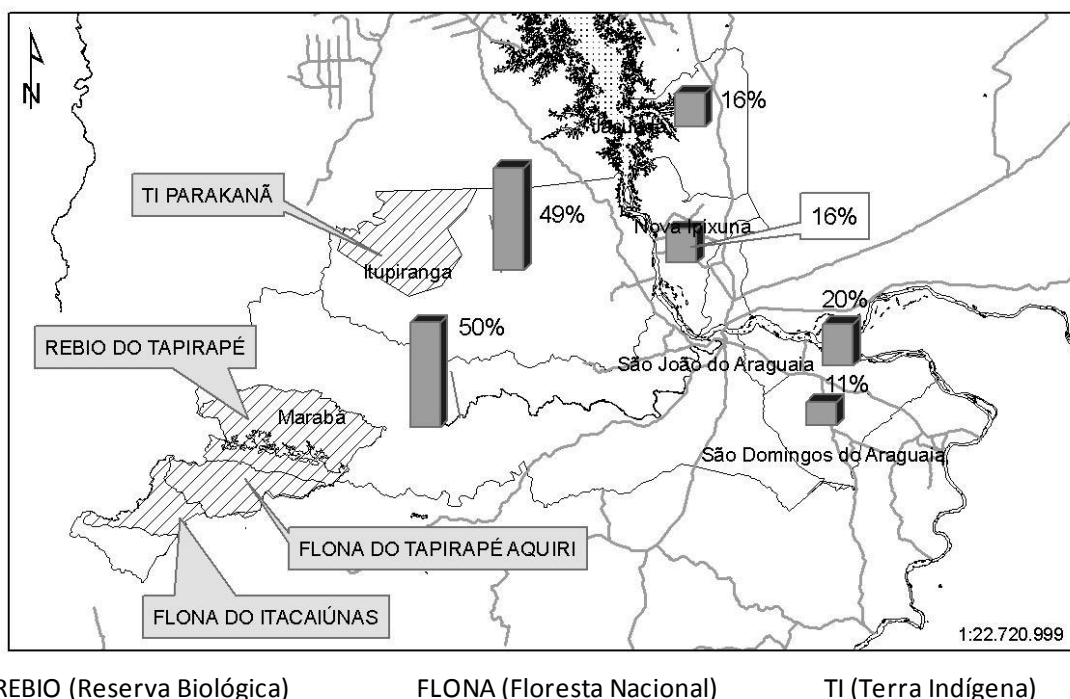 N
16%
Jacundá
TI PARAKANÃ
49%
Nova Ipixuna
16%
Itupiranga
20%
50%
REBIO DO TAPIRAPÉ
São João do Araguaia
11%
Marabá
São Domingos do Araguaia
FLONA DO TAPIRAPÉ AQUIRI
FLONA DO ITACAIÚNAS
1:22.720.999
REBIO (Reserva Biológica) FLONA (Floresta Nacional) TI (Terra Indígena)